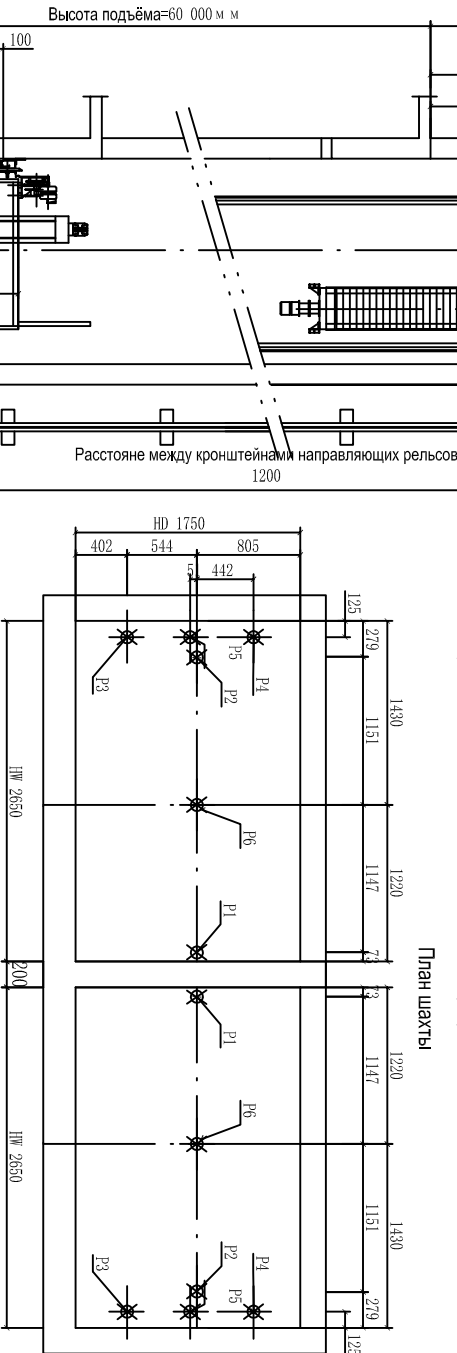 Высота подъёма=60 000 м м
100
Расстояне между кронштейнами направляющих рельсов
1200
HD 1750
402
544
805
5
442
125
279
1430
1151
P3
P5
P2
P4
HW 2650
P6
1220
1147
P1
73
200
План шахты
73
P1
1220
1147
P6
HW 2650
1151
1430
P2
P3
P5
P4
279
125